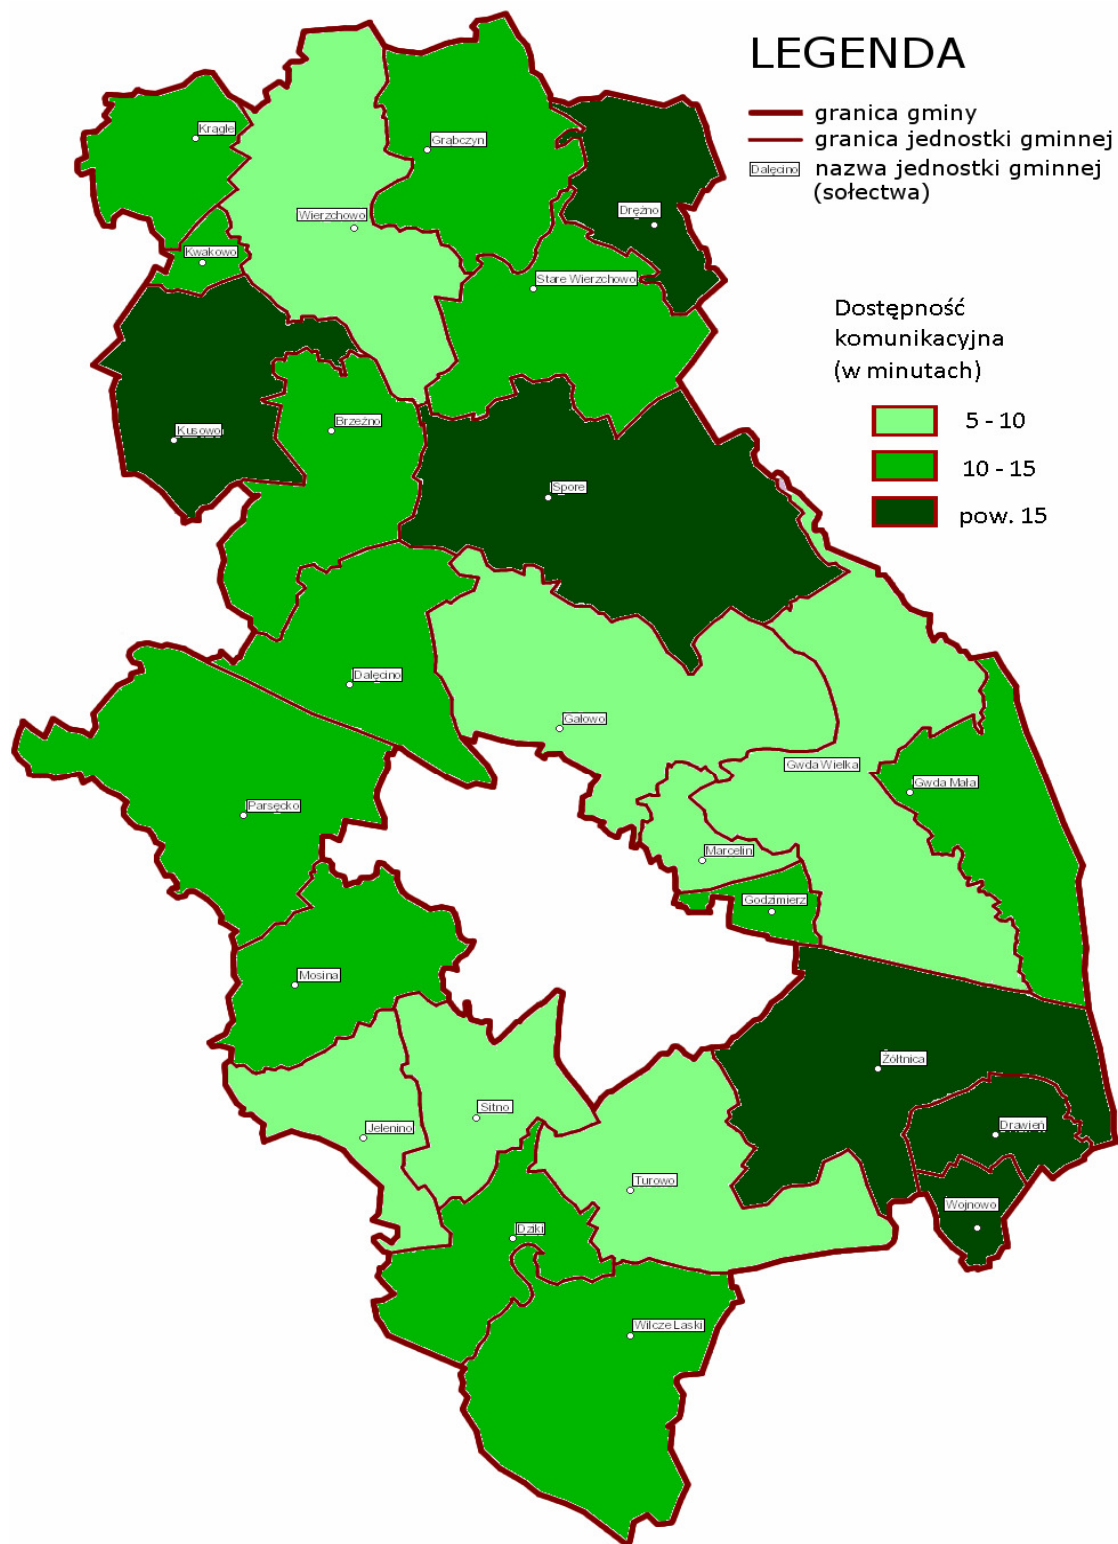 LEGENDA
granica gminy
granica jednostki gminnej
Dalęcino
nazwa jednostki gminnej
(sołectwa)
Krągłe
Grąbczyn
Drężno
Wierzchowo
Kwakowo
Stare Wierzchowo
Dostępność
komunikacyjna
(w minutach)
5 - 10
10 - 15
pow. 15
Brzeźno
Kusowo
Spore
Dalęcino
Gałowo
Gwda Wielka
Gwda Mała
Parsęcko
Marcelin
Godzimierz
Mosina
Żółtnica
Sitno
Jelenino
Drawień
Turowo
Wojnowo
Dziki
Wilcze Laski